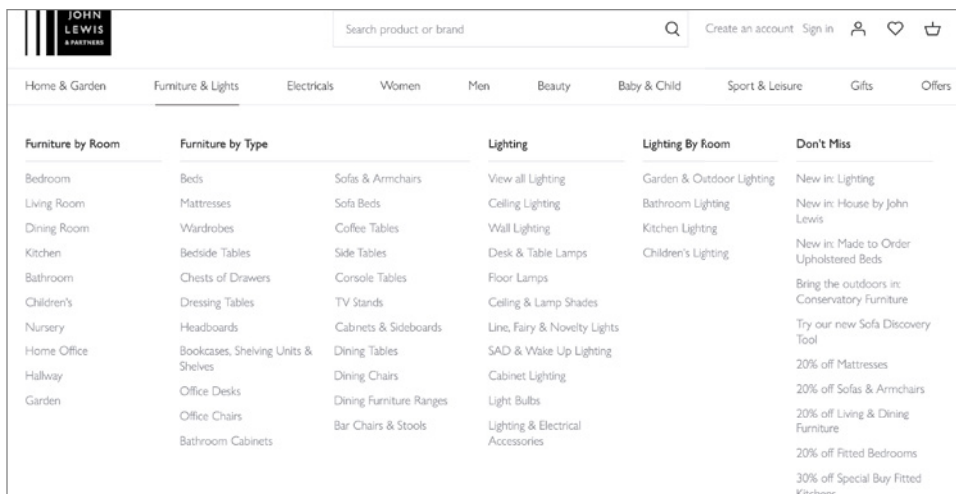 JOHN
LEWIS
& PARTNERS
Search product or brand
Create an account Sign in
Home & Garden
Furniture & Lights
Electricals
Women
Men
Beauty
Baby & Child
Sport & Leisure
Gifts
Offers
Furniture by Room
Bedroom
Living Room
Dining Room
Kitchen
Bathroom
Children's
Nursery
Home Office
Hallway
Garden
Furniture by Type
Beds
Mattresses
Wardrobes
Bedside Tables
Chests of Drawers
Dressing Tables
Headboards
Bookcases, Shelving Units &
Shelves
Office Desks
Office Chairs
Bathroom Cabinets
Sofas & Armchairs
Sofa Beds
Coffee Tables
Side Tables
Console Tables
TV Stands
Cabinets & Sideboards
Dining Tables
Dining Chairs
Dining Furniture Ranges
Bar Chairs & Stools
Lighting
View all Lighting
Ceiling Lighting
Wall Lighting
Desk & Table Lamps
Floor Lamps
Ceiling & Lamp Shades
Line, Fairy & Novelty Lights
SAD & Wake Up Lighting
Cabinet Lighting
Light Bulbs
Lighting & Electrical
Accessories
Lighting By Room
Garden & Outdoor Lighting
Bathroom Lighting
Kitchen Lighting
Children's Lighting
Don't Miss
New in: Lighting
New in: House by John
Lewis
New in: Made to Order
Upholstered Beds
Bring the outdoors in:
Conservatory Furniture
Try our new Sofa Discovery
Tool
20% off Mattresses
20% off Sofas & Armchairs
20% off Living & Dining
Furniture
20% off Fitted Bedrooms
30% off Special Buy Fitted
Kitchens